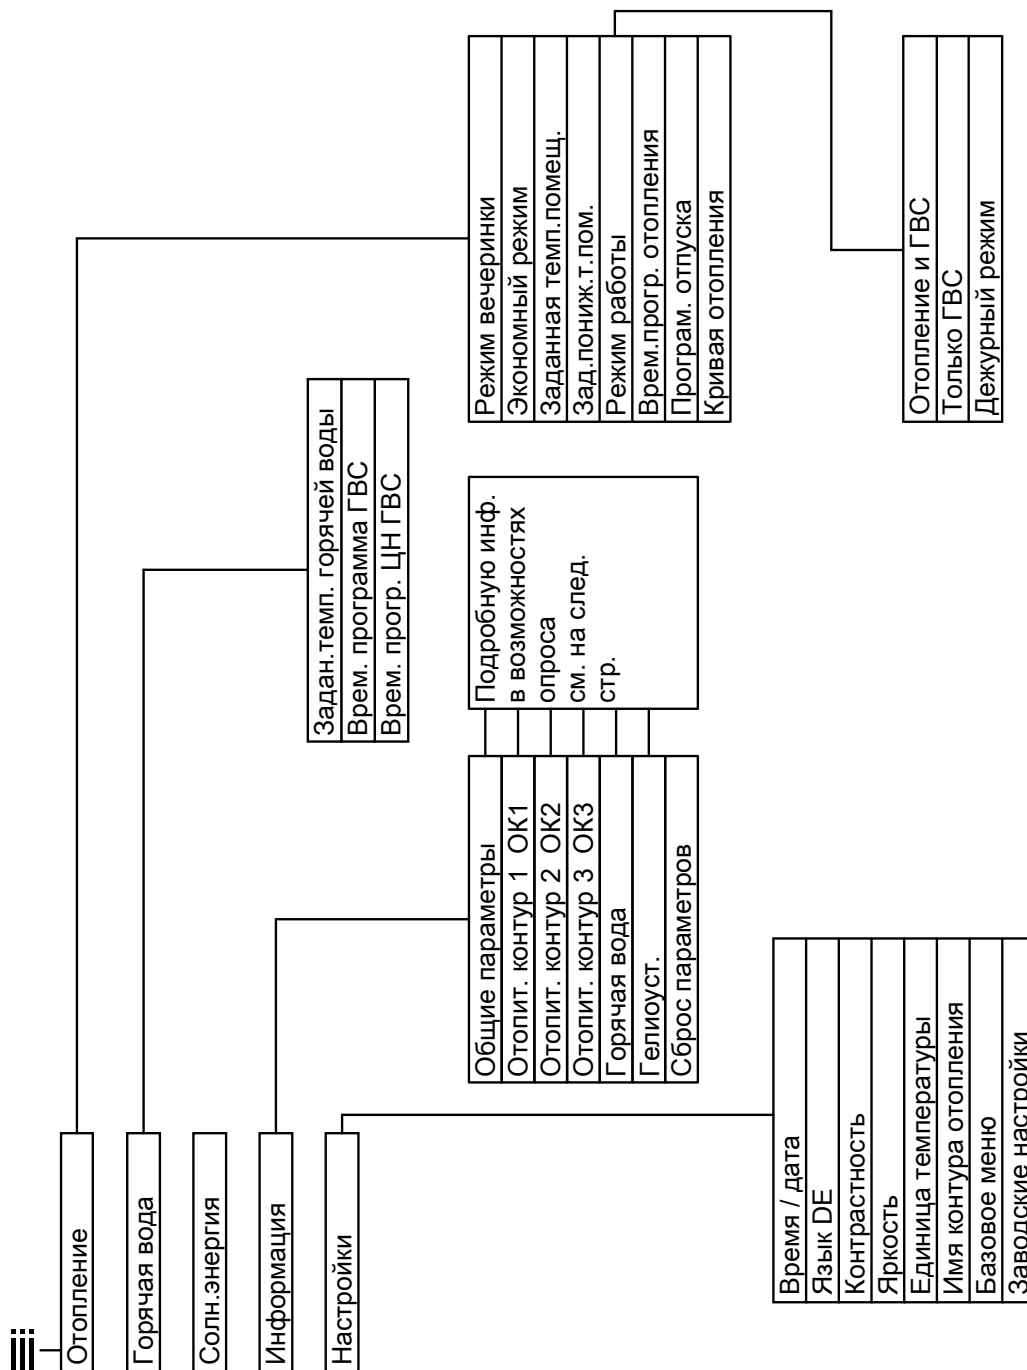 Отопление
Горячая вода
Солн.энергия
Информация
Настройки
Режим вечеринки
Экономный режим
Заданная темп.помещ.
Зад.пониж.т.пом.
Режим работы
Врем.прогр. отопления
Програм. отпуска
Кривая отопления
Отопление и ГВС
Только ГВС
Дежурный режим
Задан.темп. горячей воды
Врем. программа ГВС
Врем. прогр. ЦН ГВС
Общие параметры
Отопит. контур 1 ОК1
Отопит. контур 2 ОК2
Отопит. контур 3 ОК3
Горячая вода
Гелиоуст.
Сброс параметров
Подробную инф.
в возможностях
опроса
см. на след.
стр.
Время / дата
Язык DE
Контрастность
Яркость
Единица температуры
Имя контура отопления
Базовое меню
Заводские настройки